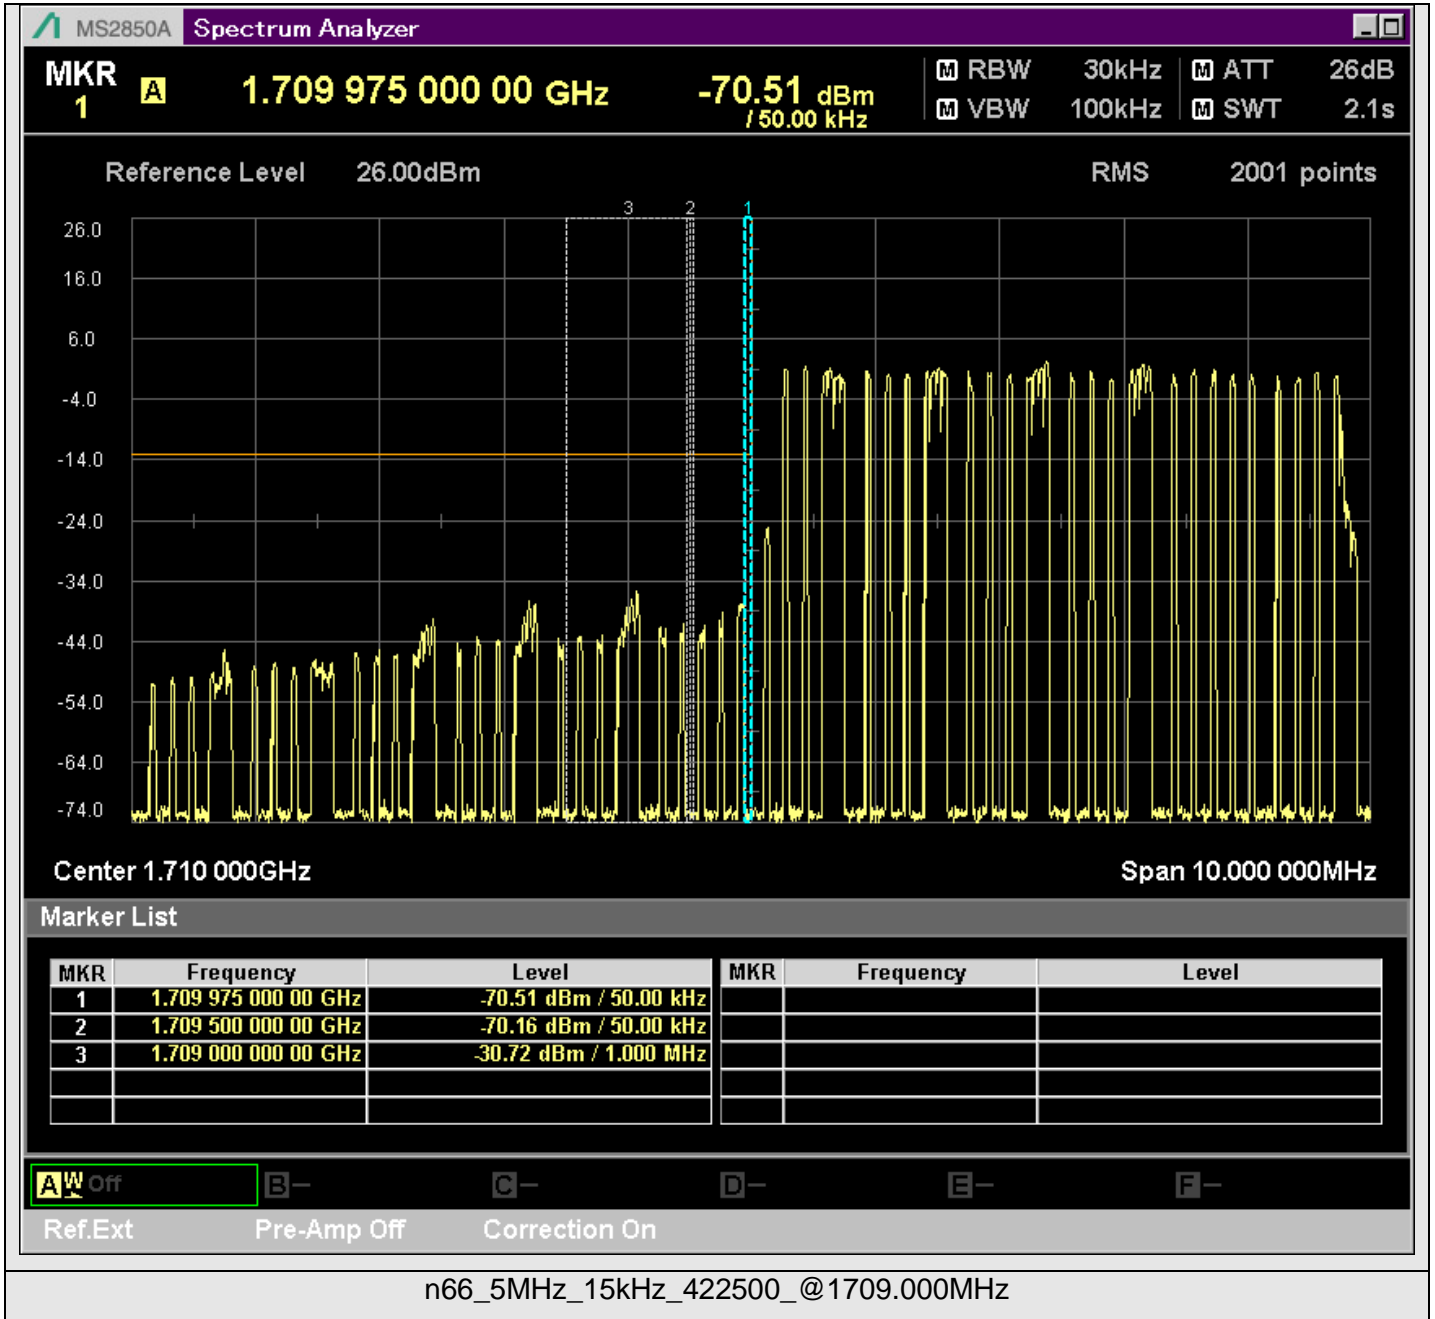 MS2850A Spectrum Analyzer
MKR 1 A 1.709 975 000 00 GHz -70.51 dBm / 50.00 kHz
M RBW 30kHz M ATT 26dB
M VBW 100kHz M SWT 2.1s
Reference Level 26.00dBm RMS 2001 points
3 2 1
26.0
16.0
6.0
-4.0
-14.0
-24.0
-34.0
-44.0
-54.0
-64.0
-74.0
Center 1.710 000GHz Span 10.000 000MHz
Marker List
MKR Frequency Level MKR Frequency Level
1 1.709 975 000 00 GHz -70.51 dBm / 50.00 kHz
2 1.709 500 000 00 GHz -70.16 dBm / 50.00 kHz
3 1.709 000 000 00 GHz -30.72 dBm / 1.000 MHz
A W Off B - C - D - E - F -
Ref.Ext Pre-Amp Off Correction On
n66_5MHz_15kHz_422500_@1709.000MHz